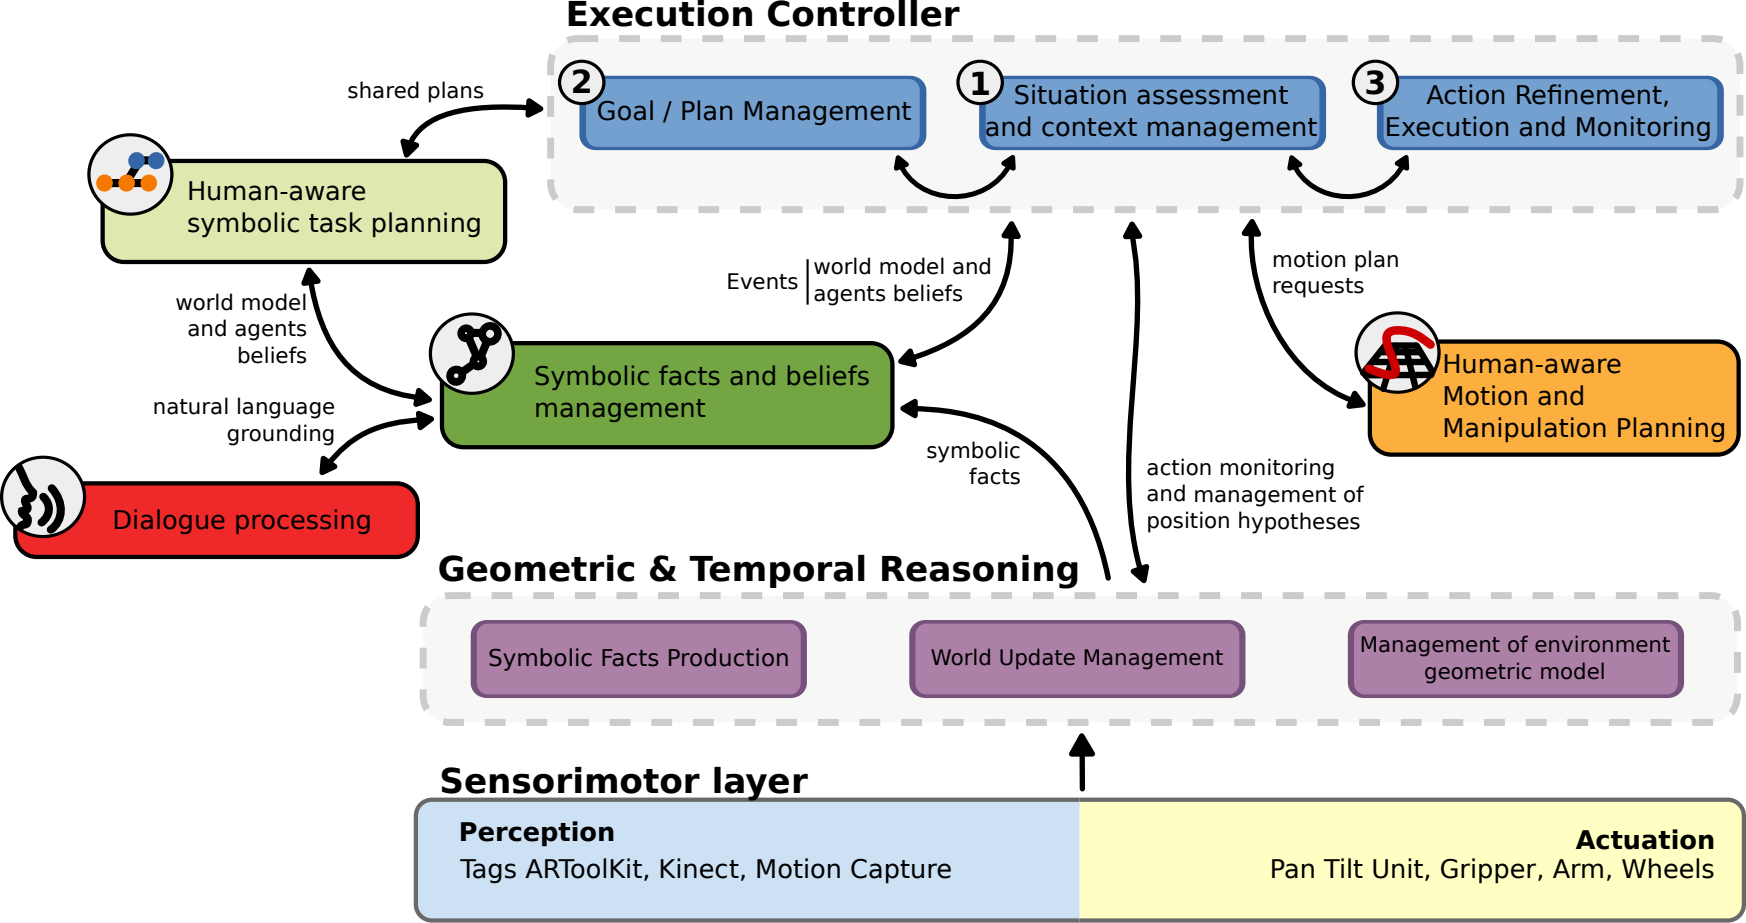 Execution Controller
shared plans
2
Goal / Plan Management
1
Situation assessment
and context management
3
Action Refinement,
Execution and Monitoring
Human-aware
symbolic task planning
world model
and agents
beliefs
Events
world model and
agents beliefs
motion plan
requests
Symbolic facts and beliefs
management
Human-aware
Motion and
Manipulation Planning
natural language
grounding
symbolic
facts
action monitoring
and management of
position hypotheses
Dialogue processing
Geometric & Temporal Reasoning
Symbolic Facts Production
World Update Management
Management of environment
geometric model
Sensorimotor layer
Perception
Tags ARToolKit, Kinect, Motion Capture
Actuation
Pan Tilt Unit, Gripper, Arm, Wheels